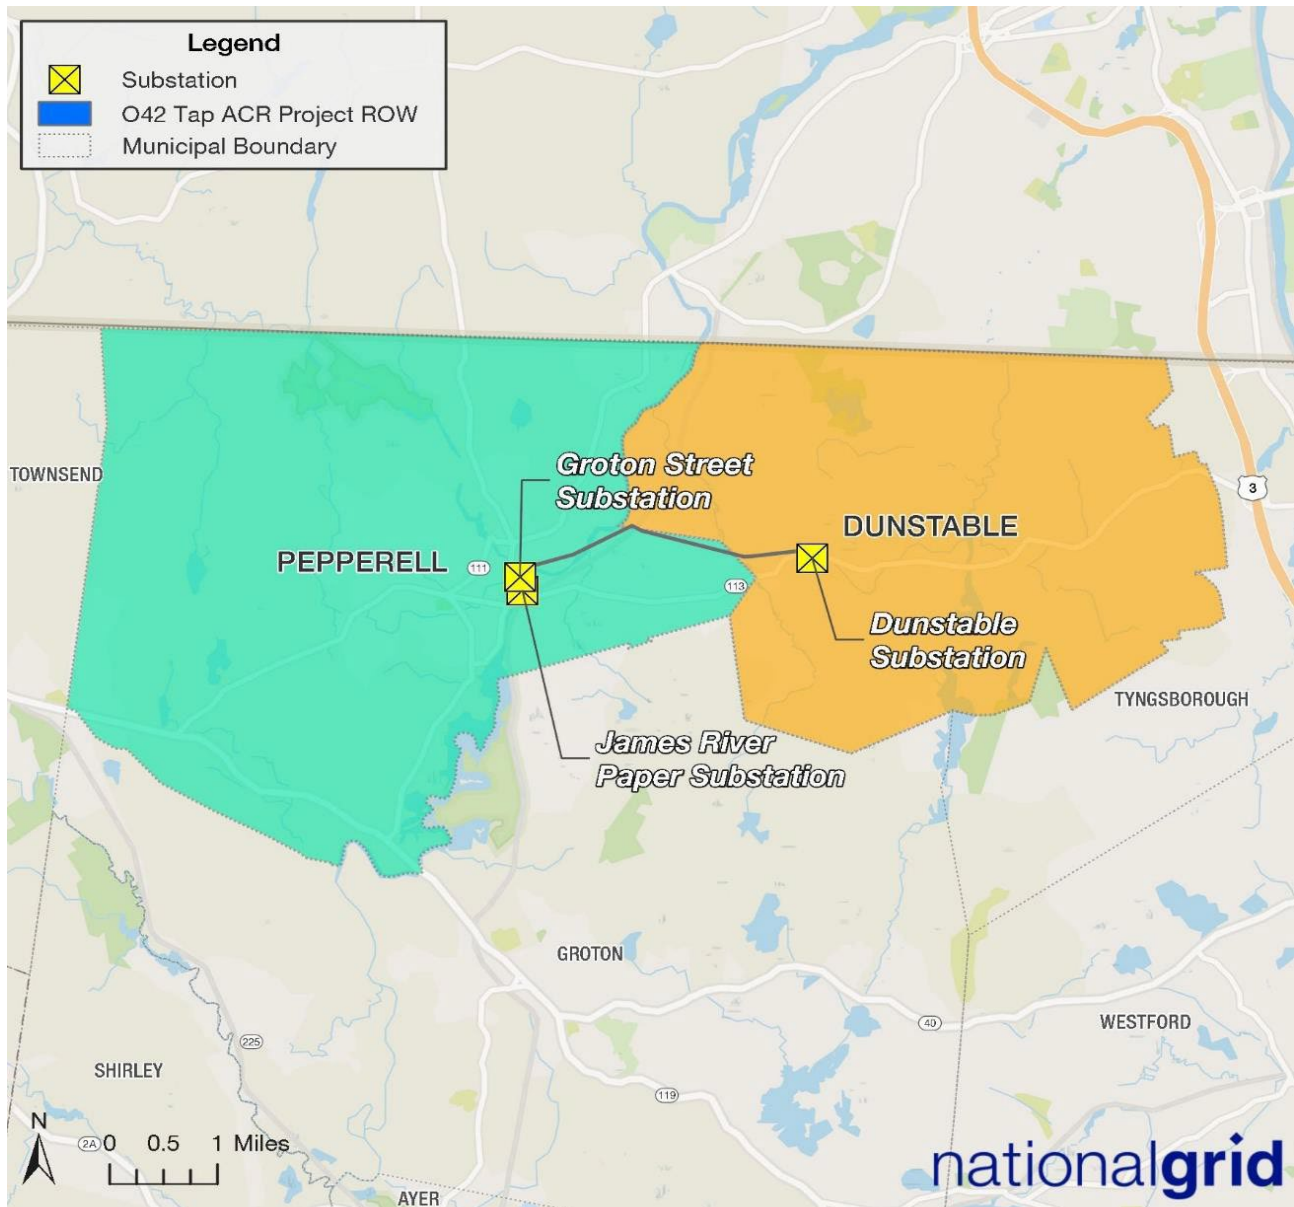 Legend
Substation
O42 Tap ACR Project ROW
Municipal Boundary
TOWNSEND
Groton Street
Substation
3
DUNSTABLE
PEPPERELL
111
113
Dunstable
Substation
TYNGSBOROUGH
James River
Paper Substation
GROTON
40
WESTFORD
225
SHIRLEY
119
N
2A
0 0.5 1 Miles
AYER
nationalgrid